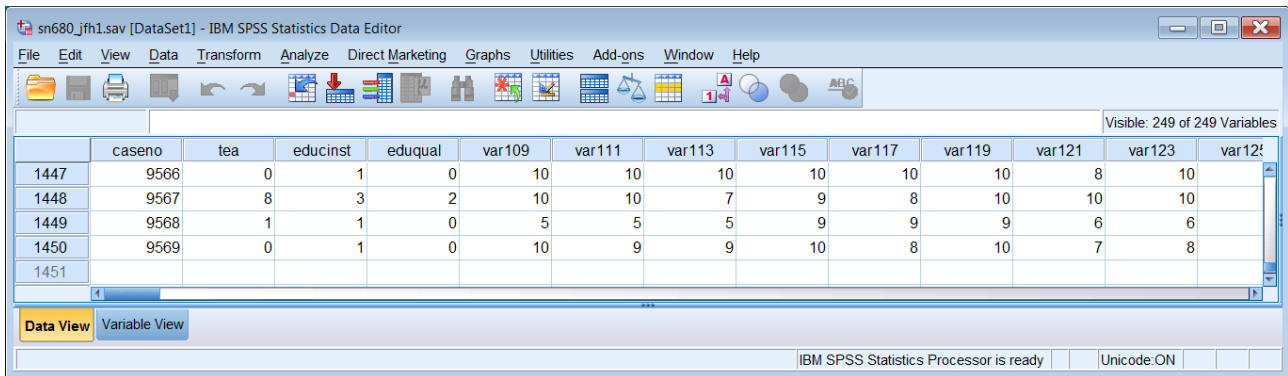 sn680_jfh1.sav [DataSet1] - IBM SPSS Statistics Data Editor
File Edit View Data Transform Analyze Direct Marketing Graphs Utilities Add-ons Window Help
Visible: 249 of 249 Variables
caseno tea educinst eduqual var109 var111 var113 var115 var117 var119 var121 var123 var125
1447 9566 0 1 0 10 10 10 10 10 10 8 10
1448 9567 8 3 2 10 10 7 9 8 10 10 10
1449 9568 1 1 0 5 5 5 9 9 9 6 6
1450 9569 0 1 0 10 9 9 10 8 10 7 8
1451
Data View Variable View
IBM SPSS Statistics Processor is ready Unicode:ON